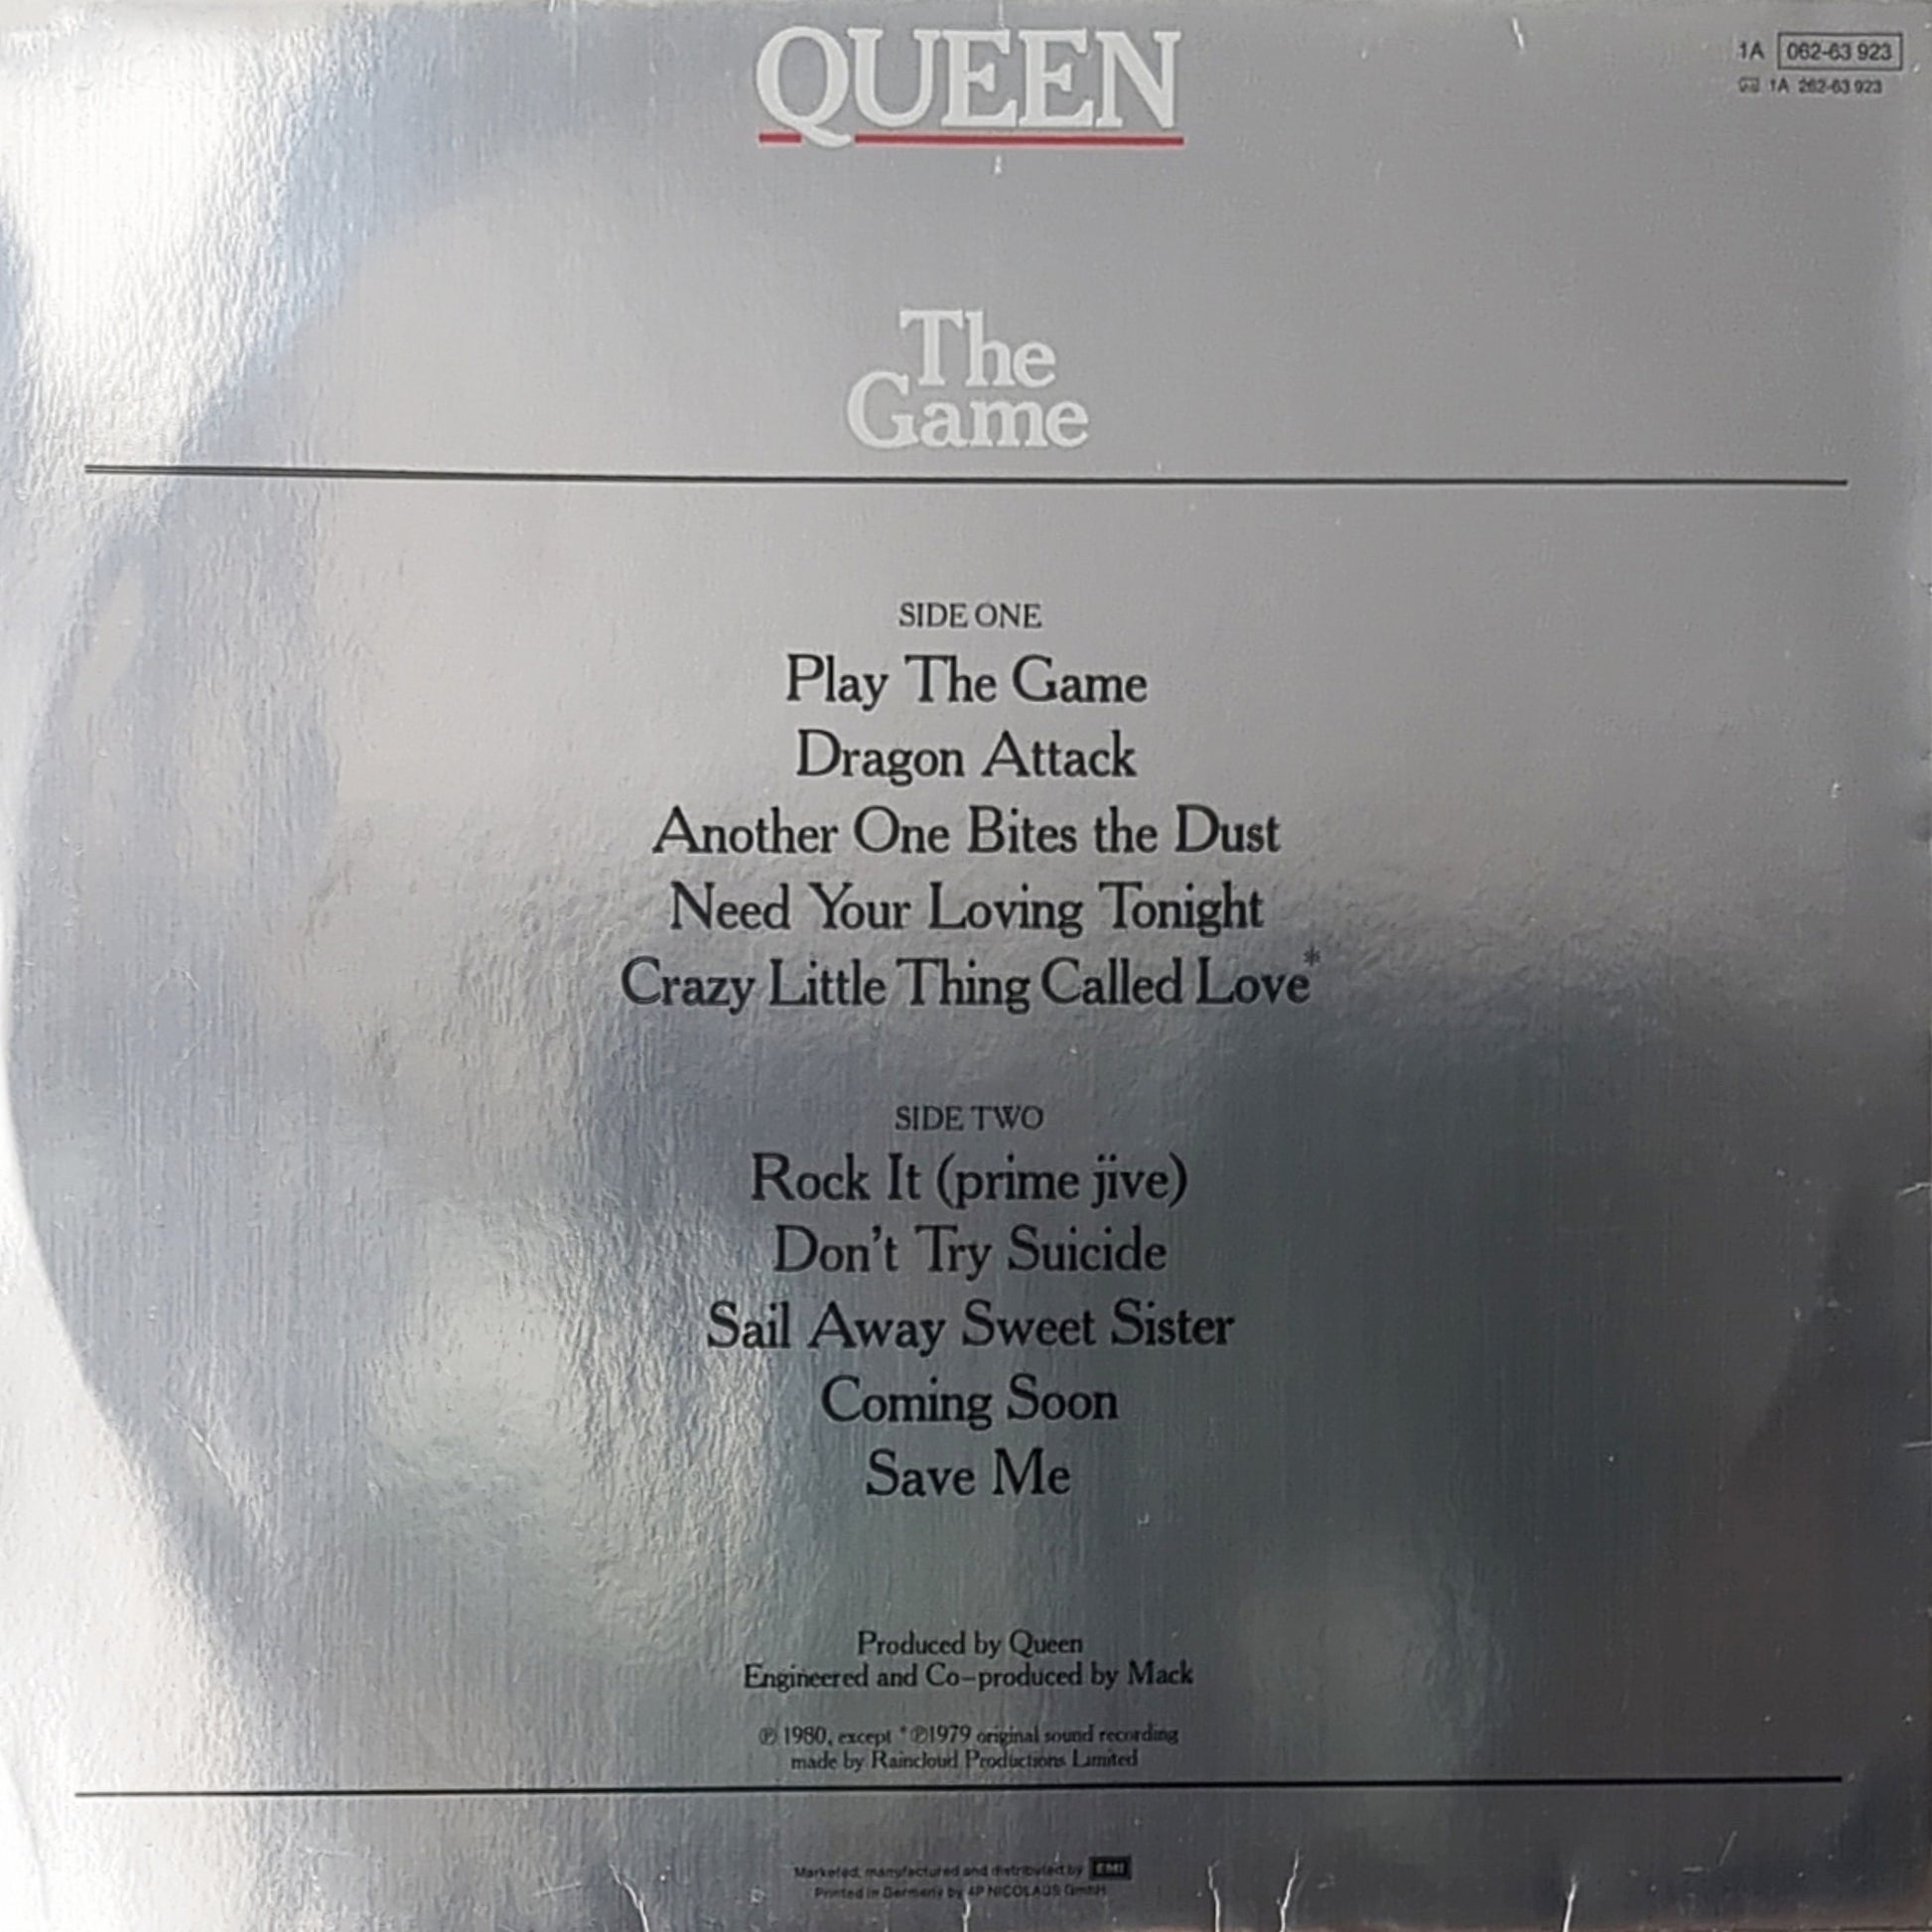 QUEEN
1A 062-63 923
1A 262-63 923
The
Game
SIDE ONE
Play The Game
Dragon Attack
Another One Bites the Dust
Need Your Loving Tonight
Crazy Little Thing Called Love*
SIDE TWO
Rock It (prime jive)
Don't Try Suicide
Sail Away Sweet Sister
Coming Soon
Save Me
Produced by Queen
Engineered and Co-produced by Mack
℗ 1980, except * ℗1979 original sound recording
made by Raincloud Productions Limited
Marketed, manufactured and distributed by EMI
Printed in Germany by 4P NICOLAUS GmbH